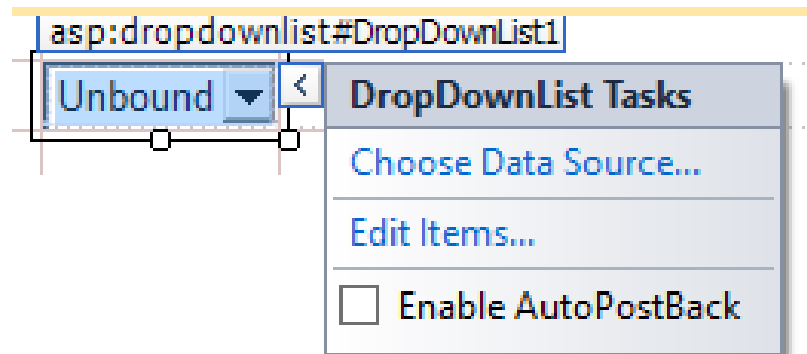 asp:dropdownlist#DropDownList1
Unbound
DropDownList Tasks
Choose Data Source...
Edit Items...
Enable AutoPostBack